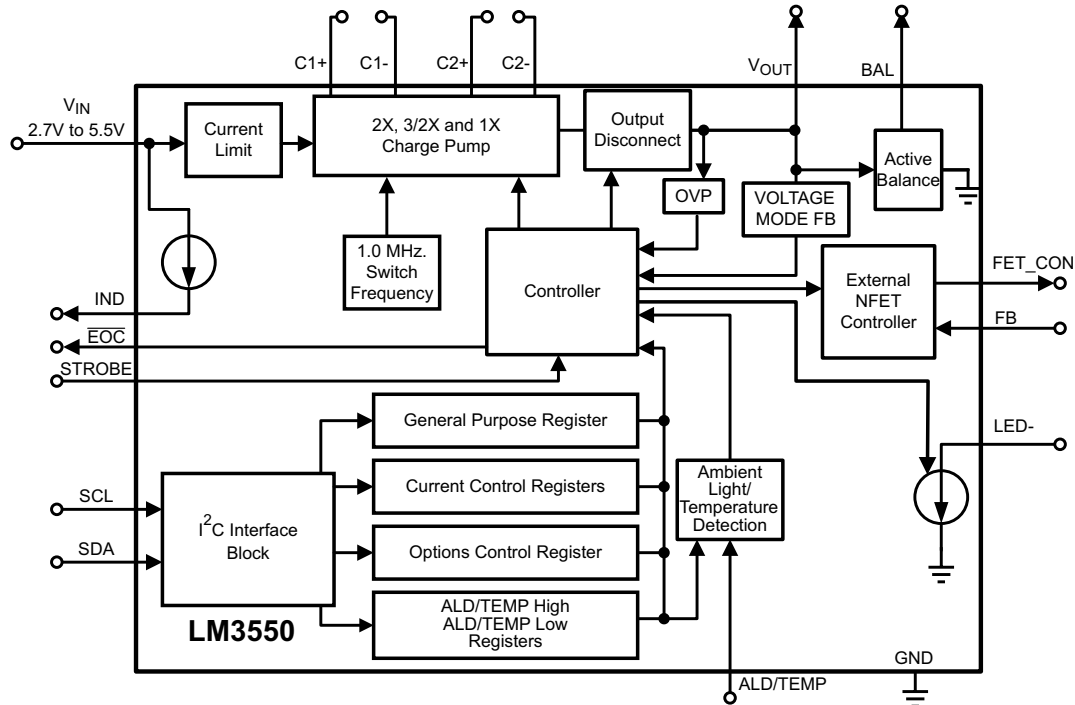 C1+
C1-
C2+
C2-
VOUT
BAL
VIN
2.7V to 5.5V
Current
Limit
2X, 3/2X and 1X
Charge Pump
Output
Disconnect
Active
Balance
OVP
VOLTAGE
MODE FB
1.0 MHz.
Switch
Frequency
Controller
External
NFET
Controller
FET_CON
FB
IND
EOC
STROBE
General Purpose Register
LED-
Current Control Registers
Ambient
Light/
Temperature
Detection
SCL
SDA
I2C Interface
Block
Options Control Register
ALD/TEMP High
ALD/TEMP Low
Registers
LM3550
GND
ALD/TEMP